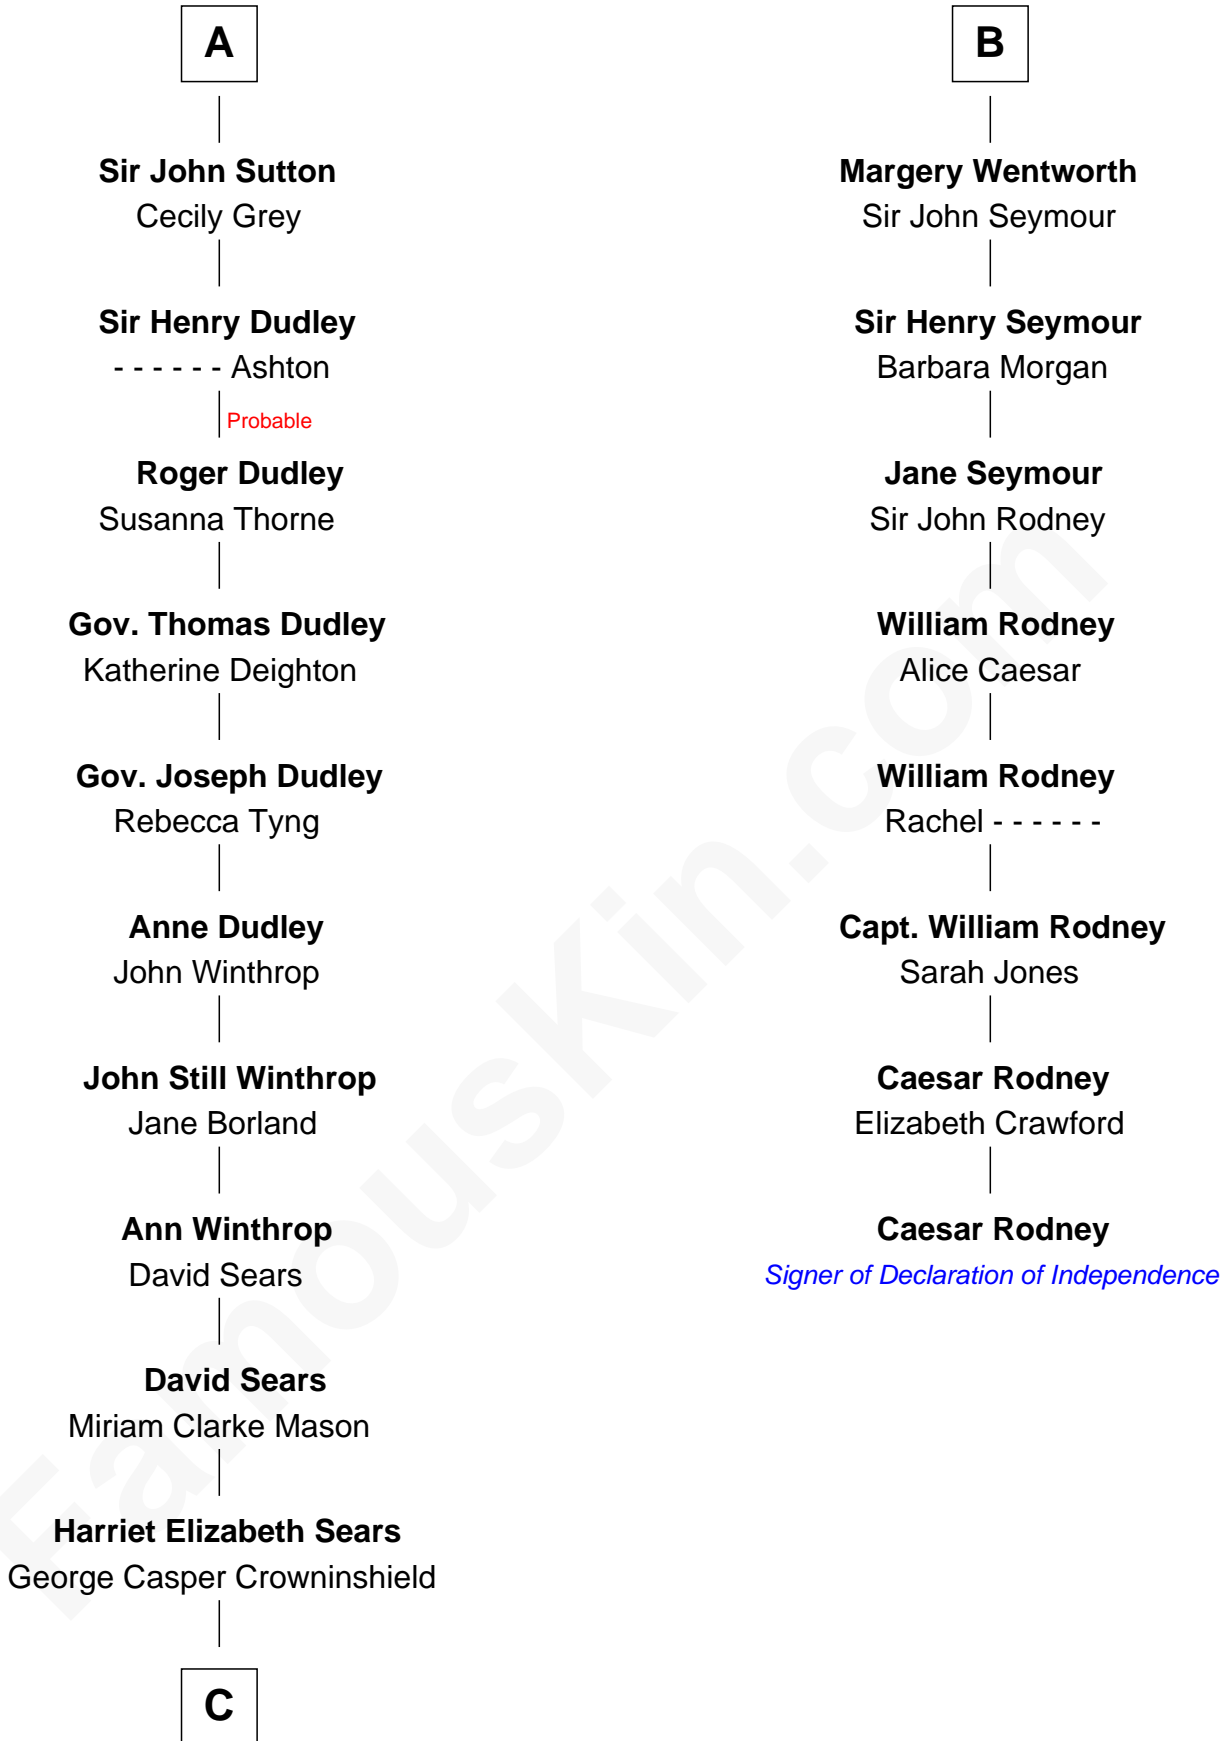 A
Sir John Sutton
Cecily Grey
Sir Henry Dudley
- - - - - - Ashton
Probable
Roger Dudley
Susanna Thorne
Gov. Thomas Dudley
Katherine Deighton
Gov. Joseph Dudley
Rebecca Tyng
Anne Dudley
John Winthrop
John Still Winthrop
Jane Borland
Ann Winthrop
David Sears
David Sears
Miriam Clarke Mason
Harriet Elizabeth Sears
George Casper Crowninshield
C
B
Margery Wentworth
Sir John Seymour
Sir Henry Seymour
Barbara Morgan
Jane Seymour
Sir John Rodney
William Rodney
Alice Caesar
William Rodney
Rachel - - - - - -
Capt. William Rodney
Sarah Jones
Caesar Rodney
Elizabeth Crawford
Caesar Rodney
Signer of Declaration of Independence
FamousKin.com